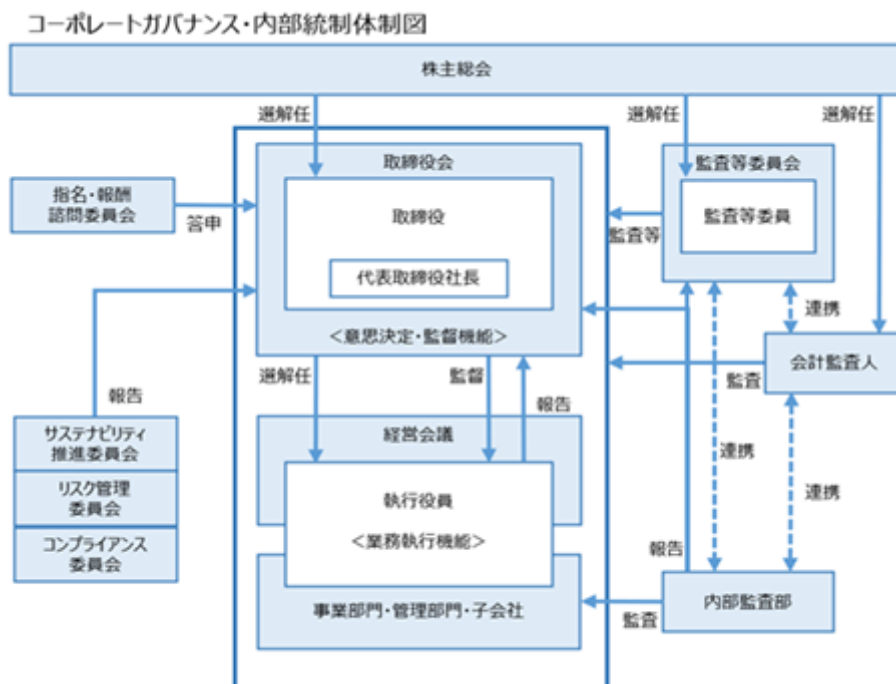 コーポレートガバナンス・内部統制体制図
株主総会
選解任
選解任
選解任
取締役会
監査等委員会
指名・報酬
諮問委員会
答申
取締役
監査等
監査等委員
代表取締役社長
<意思決定・監督機能>
連携
会計監査人
監査
選解任
監督
報告
報告
サステナビリティ
推進委員会
リスク管理
委員会
コンプライアンス
委員会
経営会議
執行役員
<業務執行機能>
連携
連携
報告
事業部門・管理部門・子会社
監査
内部監査部